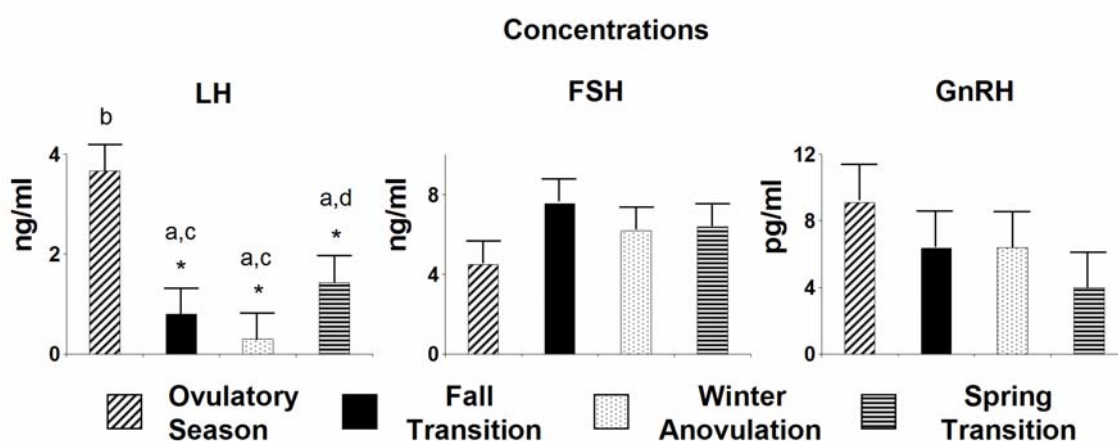 Concentrations
LH
FSH
GnRH
b
a,c
*
a,c
*
a,d
*
4
2
0
ng/ml
8
4
0
ng/ml
12
8
4
0
pg/ml
Ovulatory Season
Fall Transition
Winter Anovulation
Spring Transition